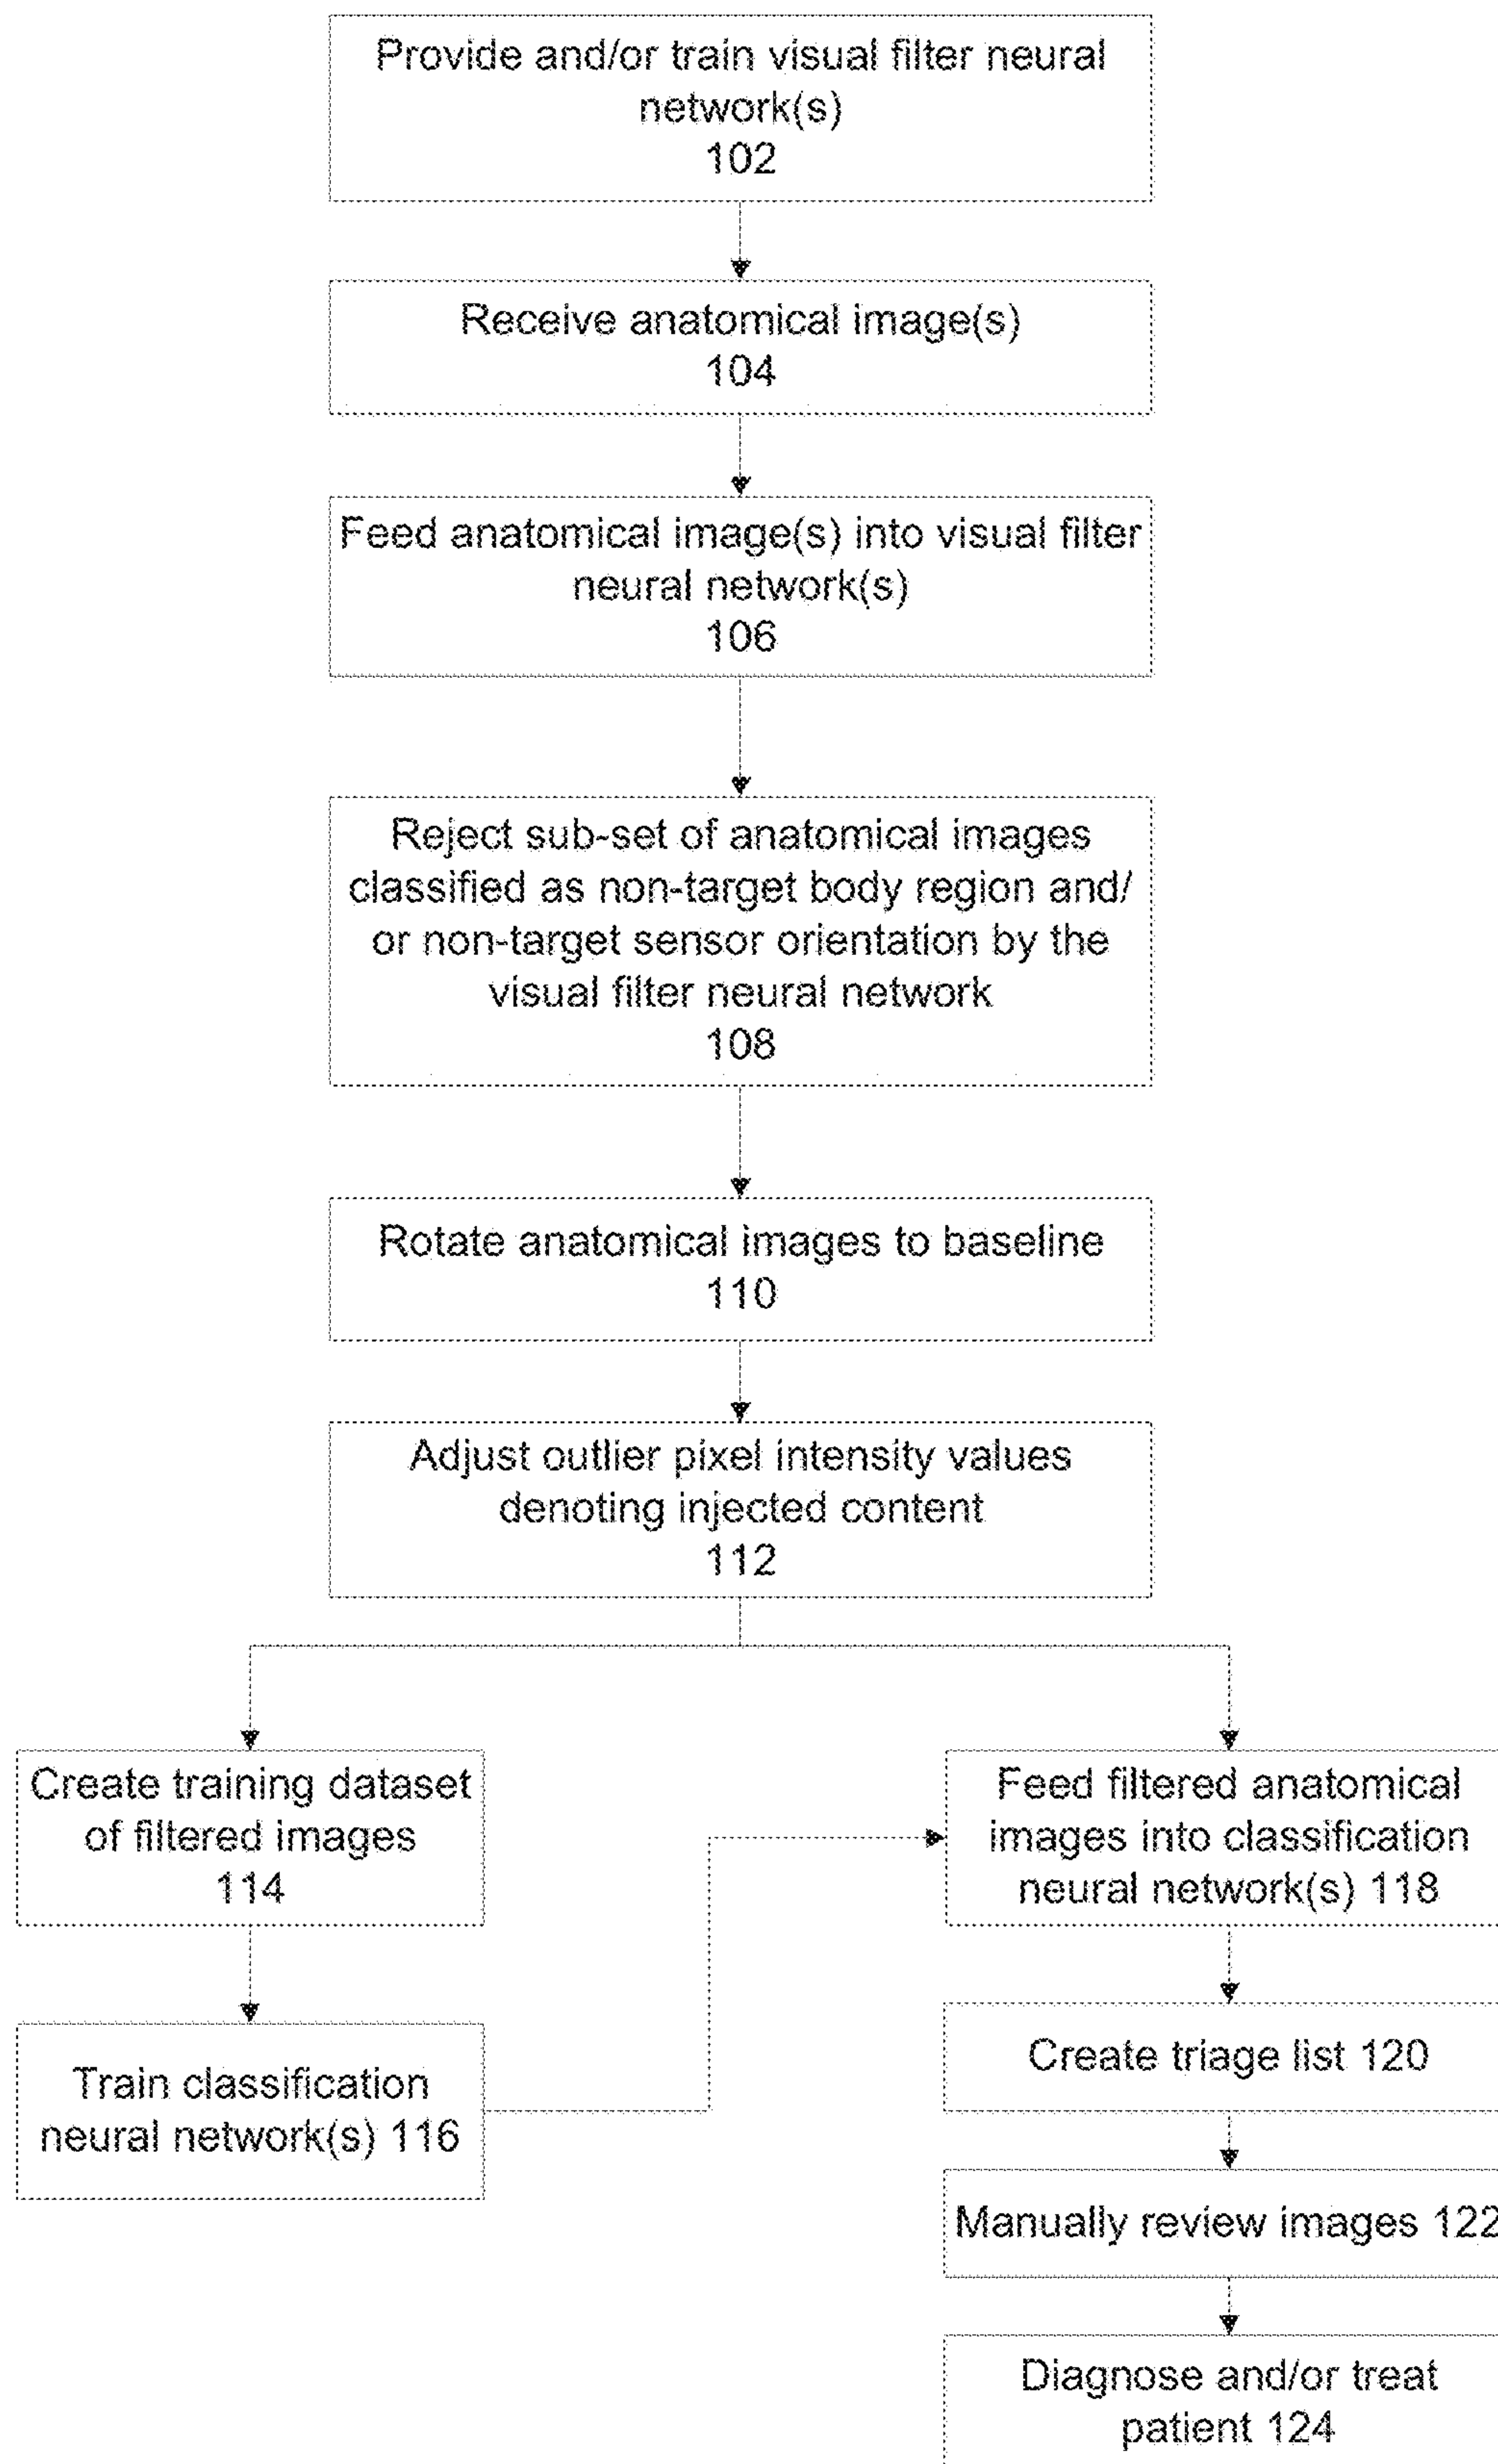 Provide and/or train visual filter neural
network(s)
102
Receive anatomical image(s)
104
Feed anatomical image(s) into visual filter
neural network(s)
106
Reject sub-set of anatomical images
classified as non-target body region and/
or non-target sensor orientation by the
visual filter neural network
108
Rotate anatomical images to baseline
110
Adjust outlier pixel intensity values
denoting injected content
112
Create training dataset
of filtered images
114
Train classification
neural network(s) 116
Feed filtered anatomical
images into classification
neural network(s) 118
Create triage list 120
Manually review images 122
Diagnose and/or treat
patient 124